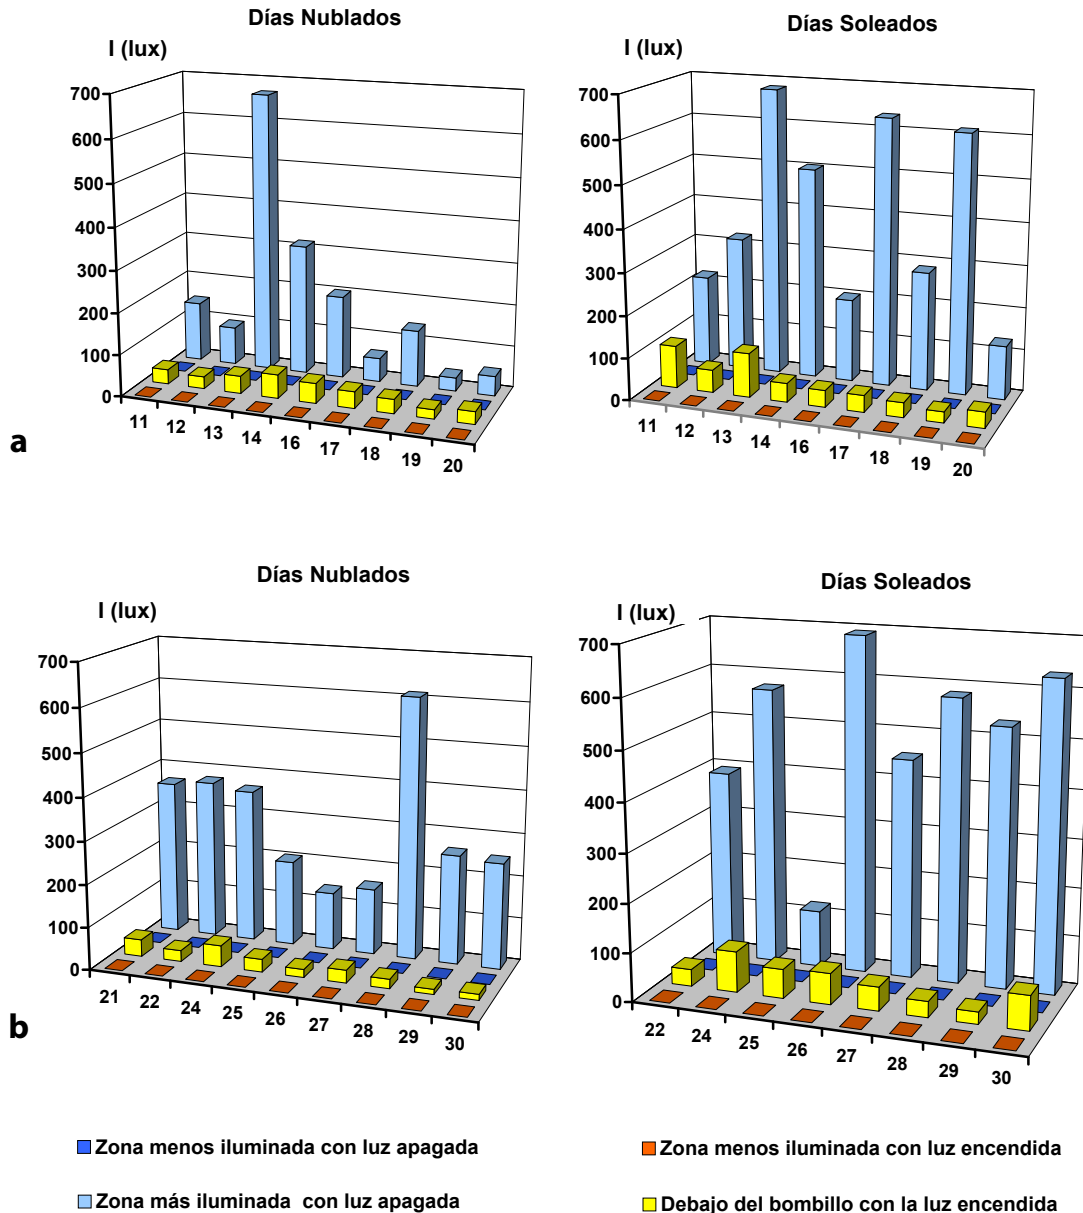 Días Nublados
I (lux)
700
600
500
400
300
200
100
0
11 12 13 14 16 17 18 19 20
a
Días Soleados
700
600
500
400
300
200
100
0
11 12 13 14 16 17 18 19 20
Días Nublados
I (lux)
700
600
500
400
300
200
100
0
21 22 24 25 26 27 28 29 30
b
Días Soleados
I (lux)
700
600
500
400
300
200
100
0
22 24 25 26 27 28 29 30
Zona menos iluminada con luz apagada
Zona menos iluminada con luz encendida
Zona más iluminada con luz apagada
Debajo del bombillo con la luz encendida